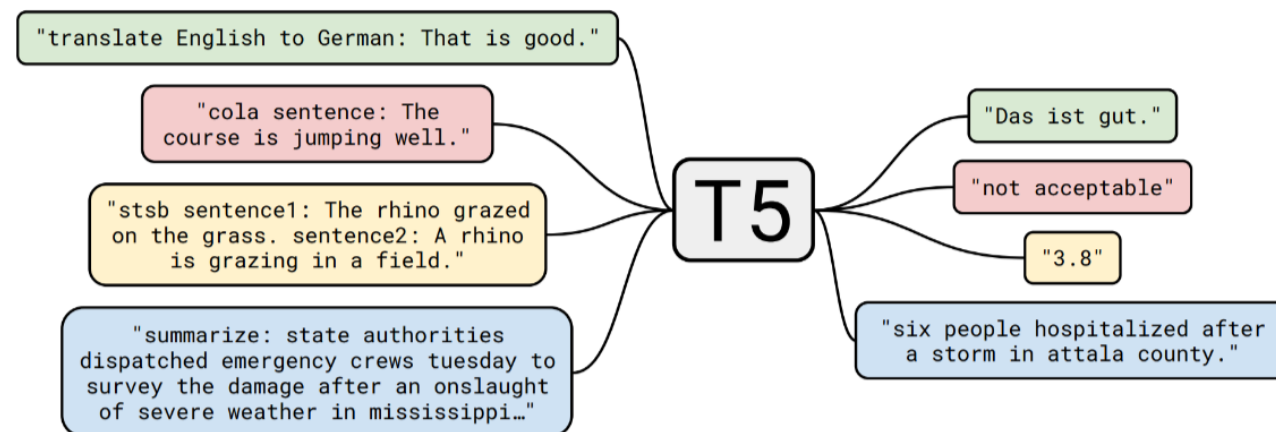 "translate English to German: That is good."
"cola sentence: The
course is jumping well."
"stsb sentence1: The rhino grazed
on the grass. sentence2: A rhino
is grazing in a field."
"summarize: state authorities
dispatched emergency crews tuesday to
survey the damage after an onslaught
of severe weather in mississippi…"
T5
"Das ist gut."
"not acceptable"
"3.8"
"six people hospitalized after
a storm in attala county."